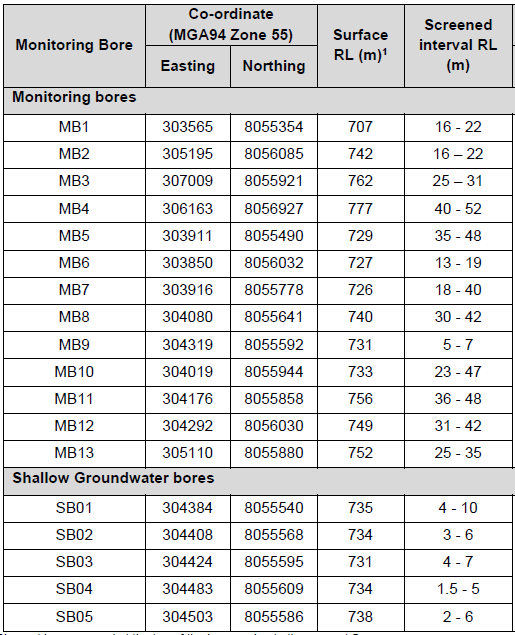 Monitoring Bore Co-ordinate (MGA94 Zone 55) Surface RL (m)1 Screened interval RL (m)
Easting Northing
Monitoring bores
MB1 303565 8055354 707 16 - 22
MB2 305195 8056085 742 16 – 22
MB3 307009 8055921 762 25 – 31
MB4 306163 8056927 777 40 - 52
MB5 303911 8055490 729 35 - 48
MB6 303850 8056032 727 13 - 19
MB7 303916 8055778 726 18 - 40
MB8 304080 8055641 740 30 - 42
MB9 304319 8055592 731 5 - 7
MB10 304019 8055944 733 23 - 47
MB11 304176 8055858 756 36 - 48
MB12 304292 8056030 749 31 - 42
MB13 305110 8055880 752 25 - 35
Shallow Groundwater bores
SB01 304384 8055540 735 4 - 10
SB02 304408 8055568 734 3 - 6
SB03 304424 8055595 731 4 - 7
SB04 304483 8055609 734 1.5 - 5
SB05 304503 8055586 738 2 - 6